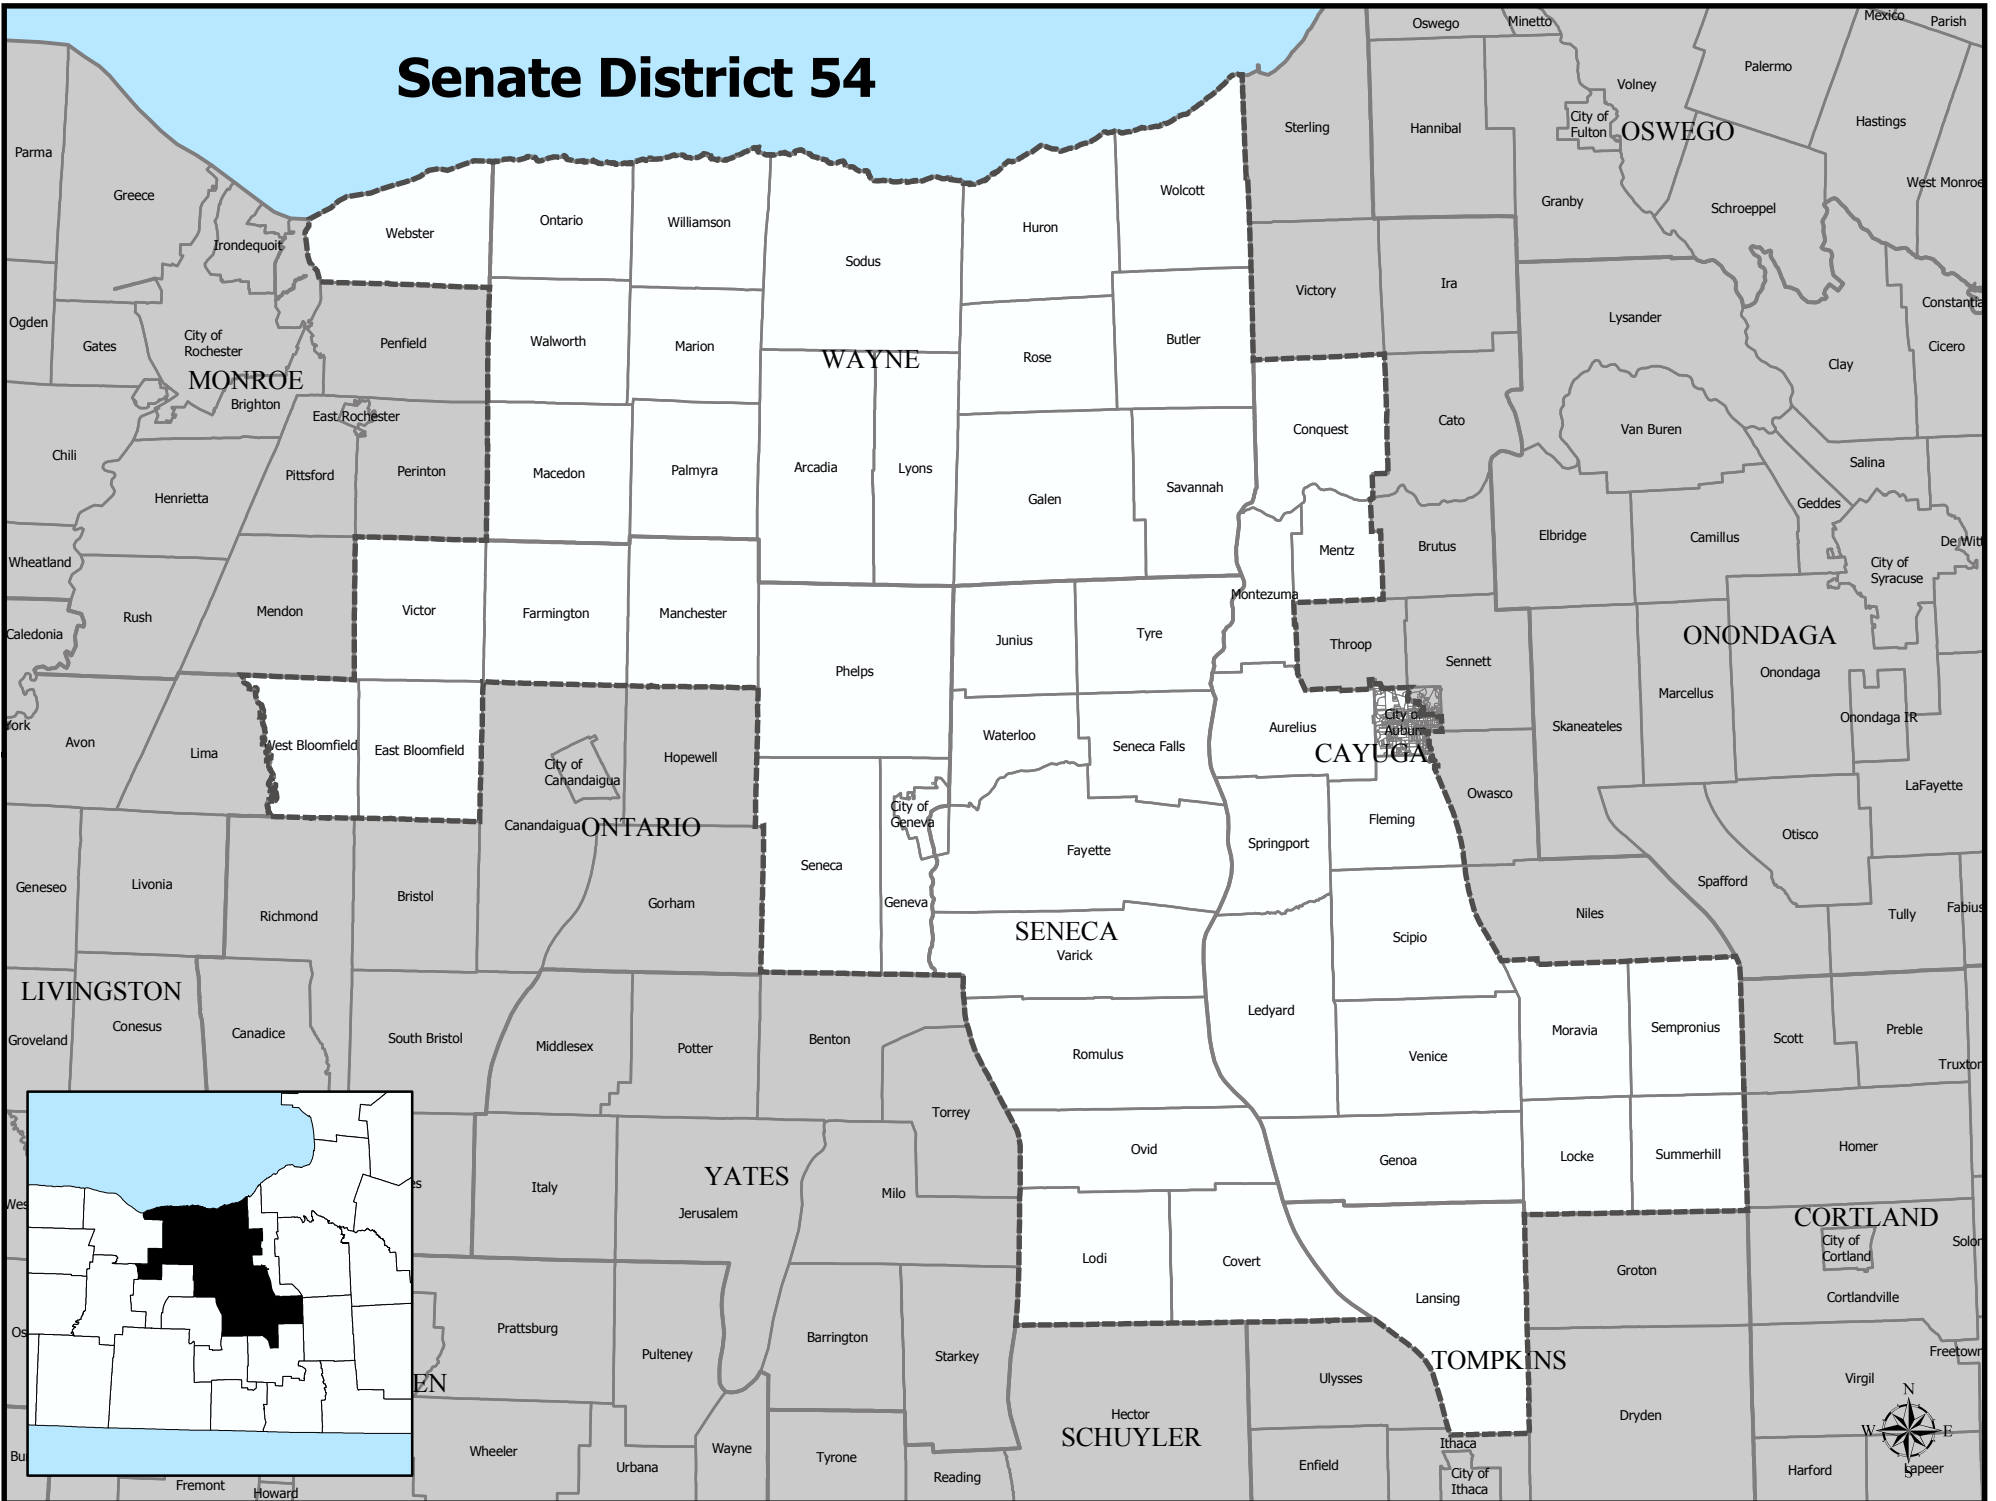 Senate District 54
Oswego
Minetto
Mexico
Parish
Volney
Palermo
City of
Fulton
OSWEGO
Hastings
Sterling
Hannibal
Parma
Greece
West Monroe
Wolcott
Granby
Schroeppel
Ontario
Williamson
Huron
Webster
Irondequoit
Sodus
Victory
Ira
Constantia
Lysander
Ogden
City of
Rochester
Gates
Penfield
Walworth
Marion
WAYNE
Rose
Butler
Cicero
Clay
MONROE
Brighton
East Rochester
Conquest
Cato
Van Buren
Chili
Henrietta
Pittsford
Perinton
Macedon
Palmyra
Arcadia
Lyons
Galen
Savannah
Salina
Geddes
Wheatland
Mentz
Brutus
Elbridge
Camillus
De Witt
City of
Syracuse
Montezuma
Rush
Mendon
Victor
Farmington
Manchester
Caledonia
Junius
Tyre
Throop
Sennett
ONONDAGA
Phelps
Onondaga
Marcellus
York
Avon
Lima
West Bloomfield
East Bloomfield
City of
Canandaigua
Hopewell
Waterloo
Seneca Falls
Aurelius
City of
Auburn
CAYUGA
Skaneateles
Onondaga IR
LaFayette
Owasco
City of
Geneva
Canandaigua
ONTARIO
Fleming
Springport
Otisco
Fayette
Seneca
Geneseo
Livonia
Richmond
Bristol
Gorham
Geneva
Spafford
Niles
Tully
Fabius
SENECA
Varick
Scipio
LIVINGSTON
Groveland
Conesus
Canadice
South Bristol
Middlesex
Potter
Benton
Ledyard
Romulus
Venice
Moravia
Sempronius
Scott
Preble
Truxton
Torrey
Ovid
Genoa
Locke
Summerhill
Homer
YATES
Italy
Jerusalem
Milo
CORTLAND
City of
Cortland
Solon
Lodi
Covert
Groton
Cortlandville
Lansing
Prattsburg
Pulteney
Barrington
Starkey
TOMPKINS
Freetown
Ulysses
Virgil
EN
Hector
SCHUYLER
Dryden
N
W
E
S
Wheeler
Wayne
Urbana
Tyrone
Reading
Ithaca
Enfield
City of
Ithaca
Harford
Lapeer
Fremont
Howard
Wes
es
Os
Bu